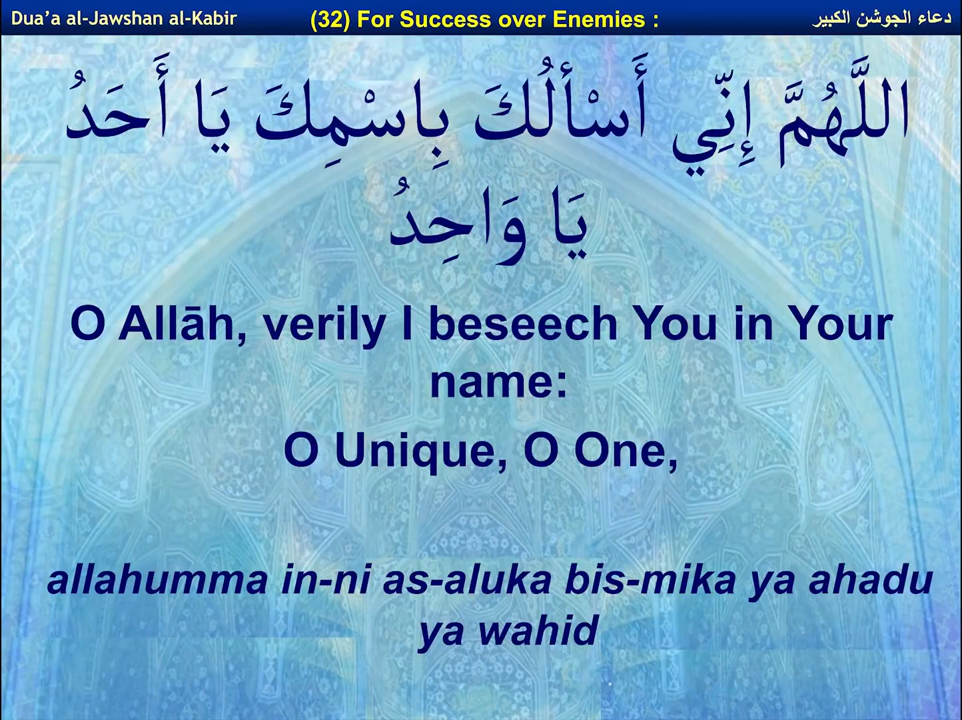 Dua’a al-Jawshan al-Kabir (32) For Success over Enemies : دعاء الجوشن الكبير
اللَّهُمَّ إِنِّي أَسْأَلُكَ بِاسْمِكَ يَا أَحَدُ
يَا وَاحِدُ
O Allāh, verily I beseech You in Your
name:
O Unique, O One,
allahumma in-ni as-aluka bis-mika ya ahadu
ya wahid